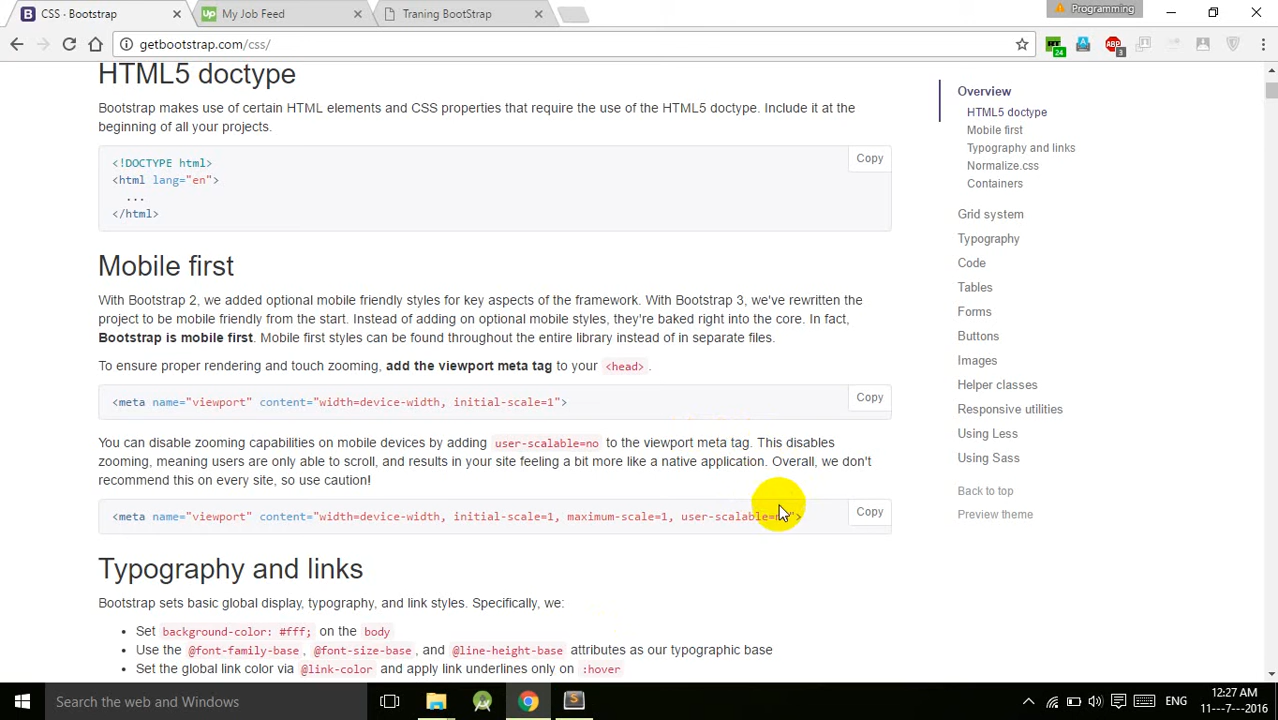 CSS - Bootstrap
My Job Feed
Traning BootStrap
Programming
getbootstrap.com/css/
24
ABP
3
HTML5 doctype
Bootstrap makes use of certain HTML elements and CSS properties that require the use of the HTML5 doctype. Include it at the
beginning of all your projects.
Copy
<!DOCTYPE html>
<html lang="en">
...
</html>
Mobile first
With Bootstrap 2, we added optional mobile friendly styles for key aspects of the framework. With Bootstrap 3, we've rewritten the
project to be mobile friendly from the start. Instead of adding on optional mobile styles, they're baked right into the core. In fact,
Bootstrap is mobile first. Mobile first styles can be found throughout the entire library instead of in separate files.
To ensure proper rendering and touch zooming, add the viewport meta tag to your <head>.
<meta name="viewport" content="width=device-width, initial-scale=1">
Copy
You can disable zooming capabilities on mobile devices by adding user-scalable=no to the viewport meta tag. This disables
zooming, meaning users are only able to scroll, and results in your site feeling a bit more like a native application. Overall, we don't
recommend this on every site, so use caution!
<meta name="viewport" content="width=device-width, initial-scale=1, maximum-scale=1, user-scalable=no">
Copy
Typography and links
Bootstrap sets basic global display, typography, and link styles. Specifically, we:
• Set background-color: #fff; on the body
• Use the @font-family-base, @font-size-base, and @line-height-base attributes as our typographic base
• Set the global link color via @link-color and apply link underlines only on :hover
Overview
HTML5 doctype
Mobile first
Typography and links
Normalize.css
Containers
Grid system
Typography
Code
Tables
Forms
Buttons
Images
Helper classes
Responsive utilities
Using Less
Using Sass
Back to top
Preview theme
Search the web and Windows
ENG
12:27 AM
11---7---2016